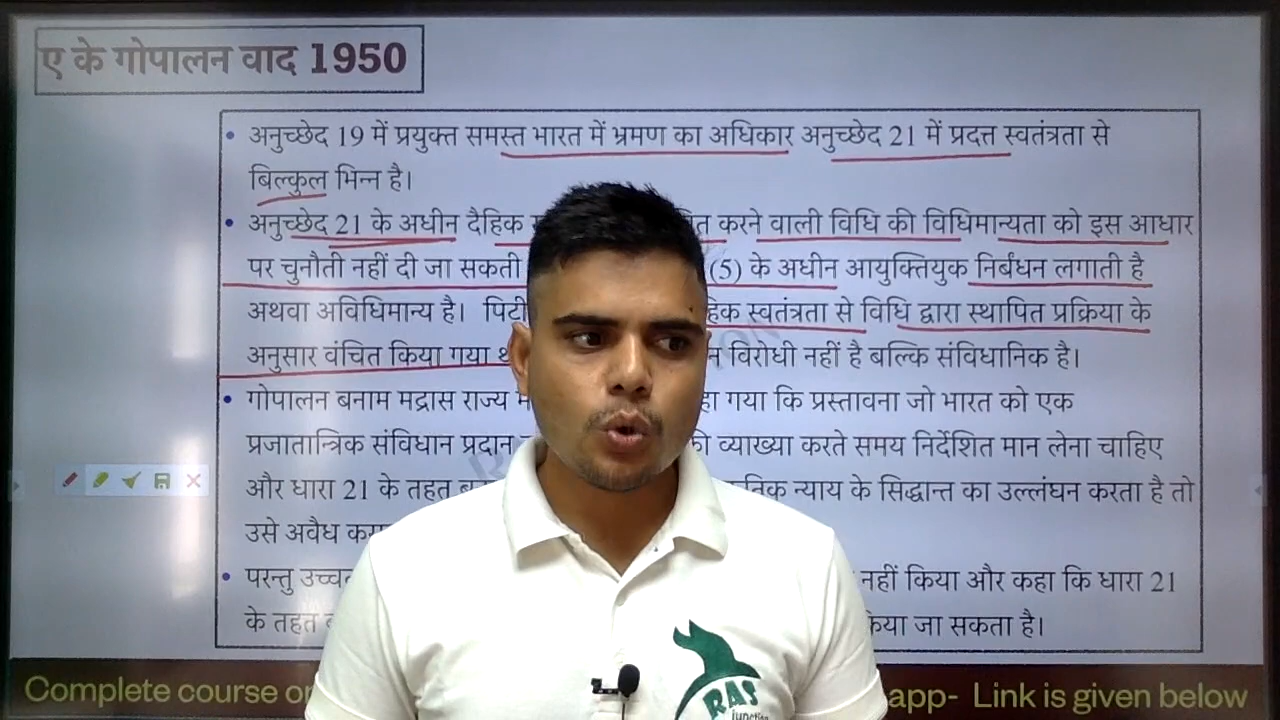 ए के गोपालन वाद 1950
• अनुच्छेद 19 में प्रयुक्त समस्त भारत में भ्रमण का अधिकार अनुच्छेद 21 में प्रदत्त स्वतंत्रता से
बिल्कुल भिन्न है।
• अनुच्छेद 21 के अधीन दैहिक करने वाली विधि की विधिमान्यता को इस आधार
पर चुनौती नहीं दी जा सकती (5) के अधीन आयुक्तियुक निर्बंधन लगाती है
अथवा अविधिमान्य है। स्वतंत्रता से विधि द्वारा स्थापित प्रक्रिया के
अनुसार वंचित किया गया विरोधी नहीं है बल्कि संविधानिक है।
• गोपालन बनाम मद्रास राज्य गया कि प्रस्तावना जो भारत को एक
प्रजातान्त्रिक संविधान प्रदान व्याख्या करते समय निर्देशित मान लेना चाहिए
और धारा 21 के तहत न्याय के सिद्धान्त का उल्लंघन करता है तो
उसे अवैध
• परन्तु नहीं किया और कहा कि धारा 21
के तहत जा सकता है।
Complete course app- Link is given below
RAS
Junction